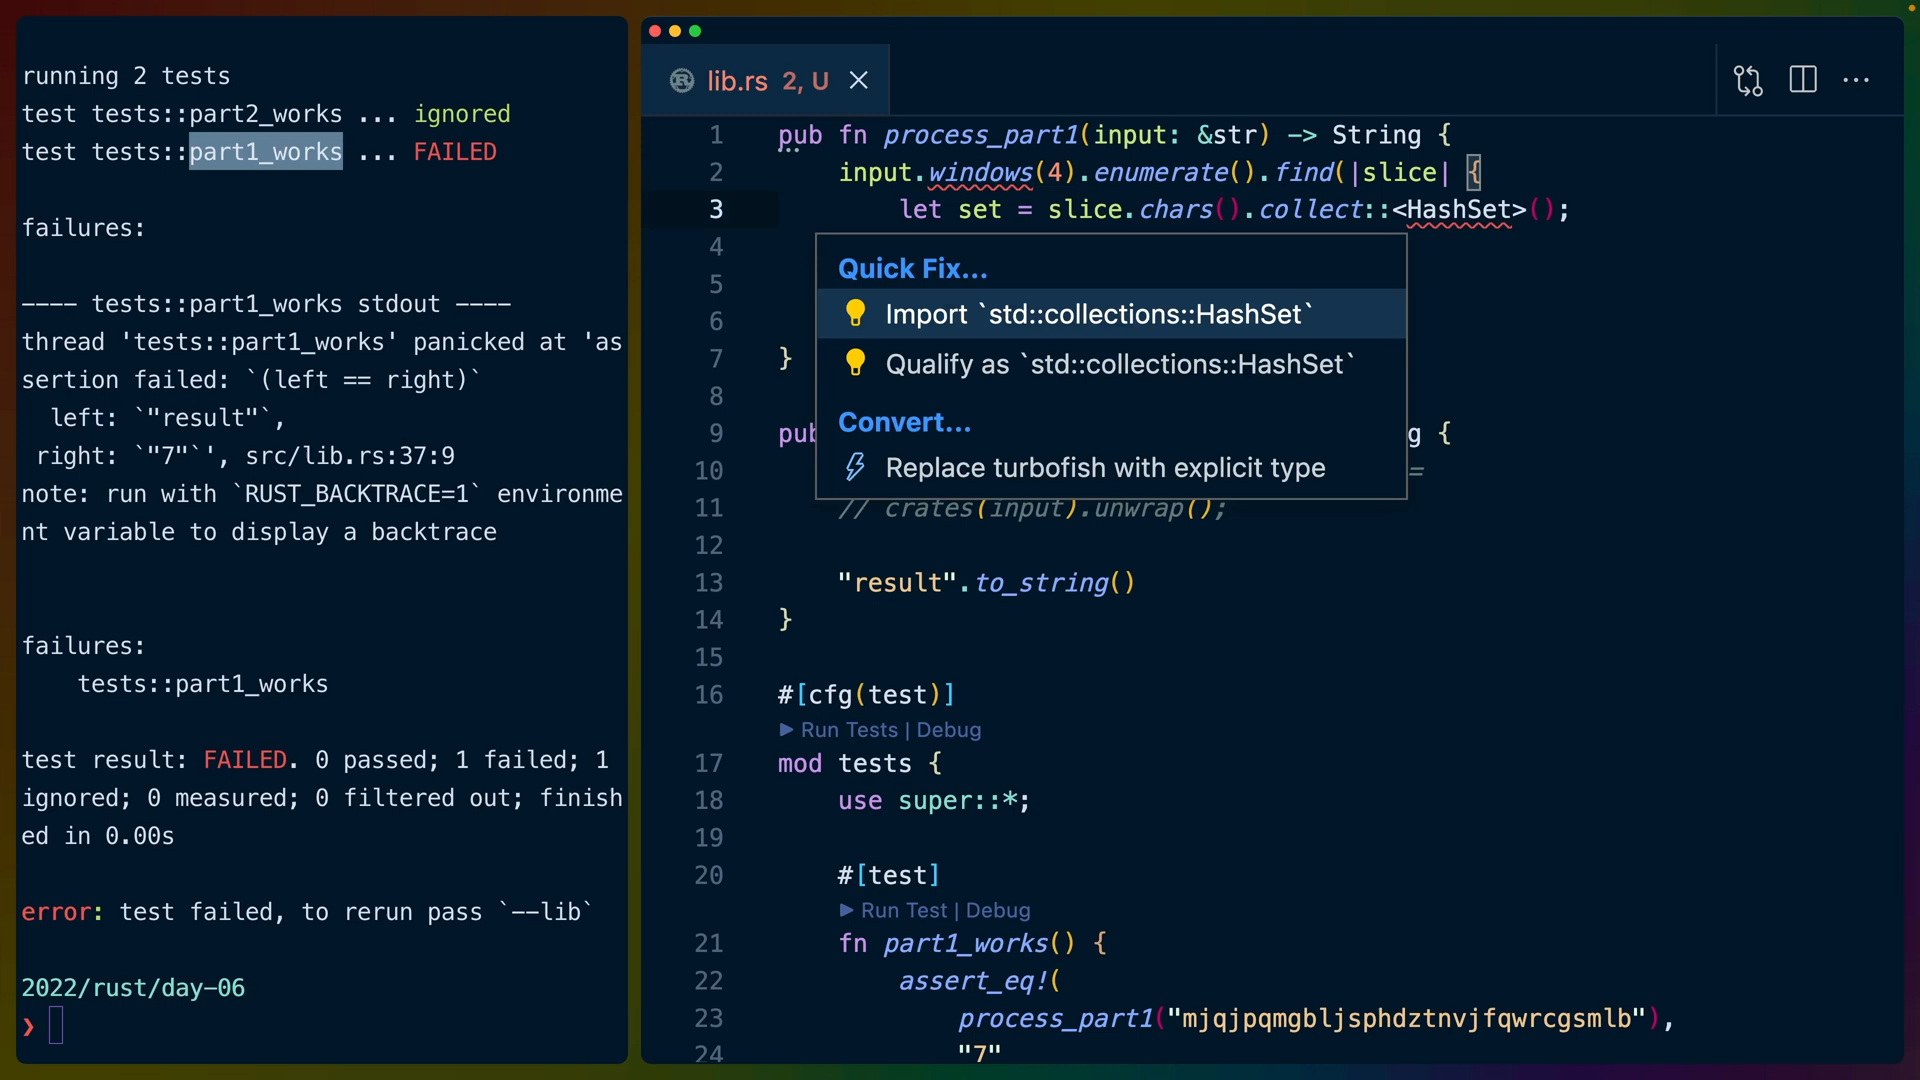 running 2 tests
test tests::part2_works ... ignored
test tests::part1_works ... FAILED
failures:
---- tests::part1_works stdout ----
thread 'tests::part1_works' panicked at 'as
sertion failed: `(left == right)`
  left: `"result"`,
 right: `"7"`', src/lib.rs:37:9
note: run with `RUST_BACKTRACE=1` environme
nt variable to display a backtrace
failures:
    tests::part1_works
test result: FAILED. 0 passed; 1 failed; 1
ignored; 0 measured; 0 filtered out; finish
ed in 0.00s
error: test failed, to rerun pass `--lib`
2022/rust/day-06
❯
lib.rs 2, U
1 pub fn process_part1(input: &str) -> String {
2 input.windows(4).enumerate().find(|slice| {
3 let set = slice.chars().collect::<HashSet>();
4
Quick Fix...
5
Import `std::collections::HashSet`
6
7 }
Qualify as `std::collections::HashSet`
8
Convert...
9 pub g {
10 =
Replace turbofish with explicit type
11 // crates(input).unwrap();
12
13 "result".to_string()
14 }
15
16 #[cfg(test)]
▶ Run Tests | Debug
17 mod tests {
18 use super::*;
19
20 #[test]
▶ Run Test | Debug
21 fn part1_works() {
22 assert_eq!(
23 process_part1("mjqjpqmgbljsphdztnvjfqwrcgsmlb"),
24 "7"